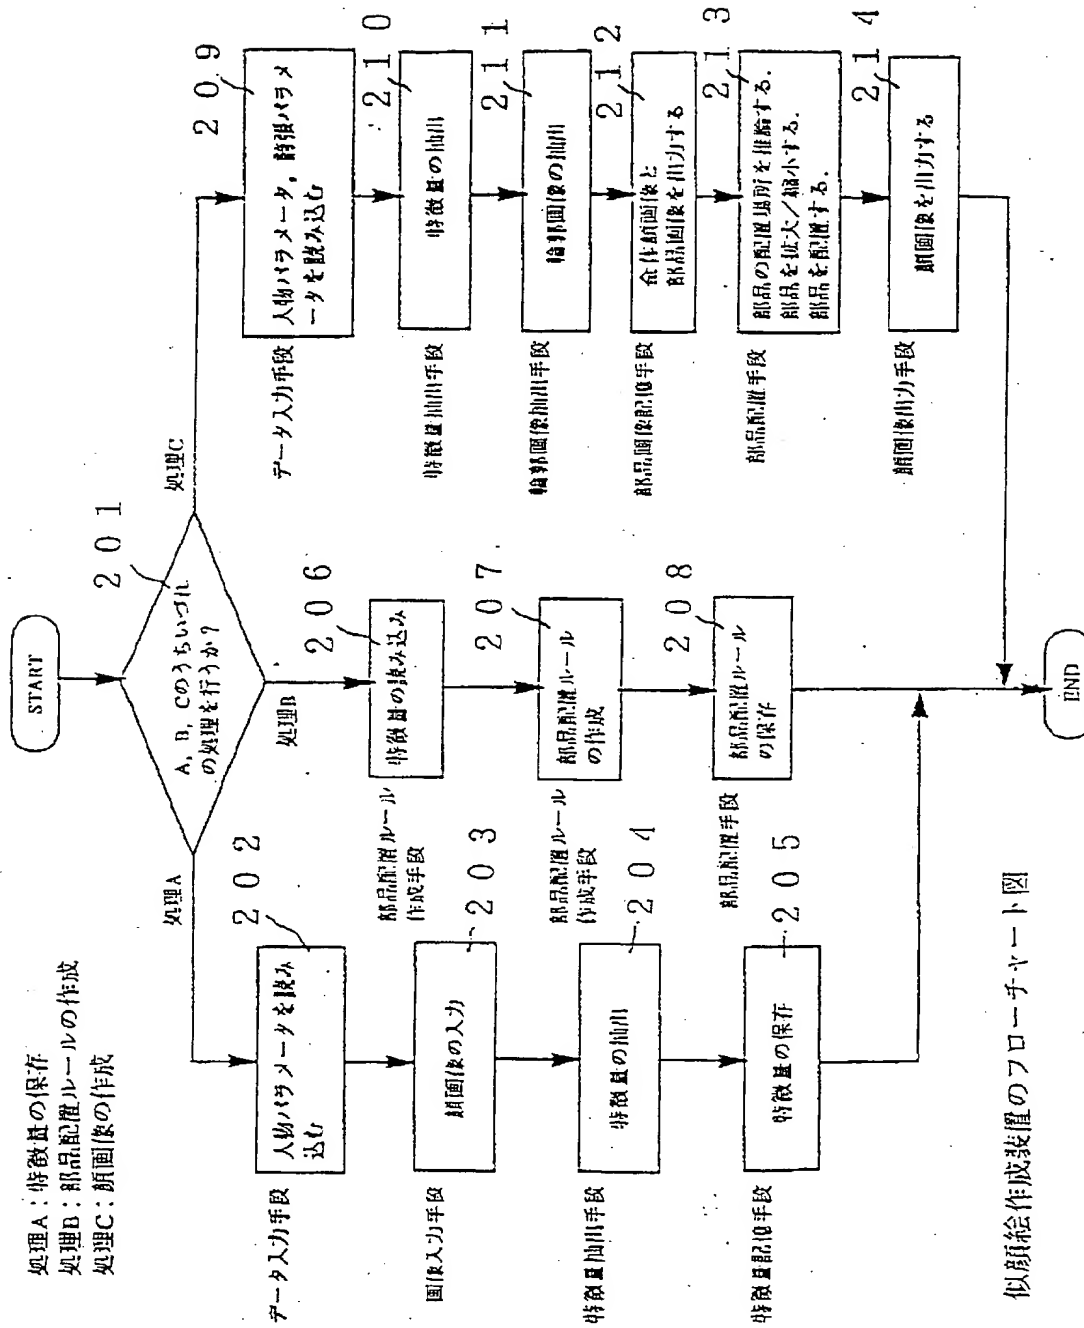 処理A：特徴量の保存
処理B：部品配置ルールの作成
処理C：顔画像の作成
START
201
A，B，Cのうちいづれ
の処理を行うか？
処理A
処理B
処理C
202
データ入力手段
人物パラメータを読み
込む
203
画像入力手段
顔画像の入力
204
特徴量抽出手段
特徴量の抽出
205
特徴量記憶手段
特徴量の保存
206
部品配置ルール
作成手段
特徴量の読み込み
207
部品配置ルール
作成手段
部品配置ルール
の作成
208
部品配置手段
部品配置ルール
の保存
209
データ入力手段
人物パラメータ，誇張パラメ
ータを読み込む
210
特徴量抽出手段
特徴量の抽出
211
輪郭画像抽出手段
輪郭画像の抽出
212
部品画像記憶手段
合作顔画像と
部品画像を出力する
213
部品配置手段
部品の配置場所を推論する．
部品を拡大／縮小する．
部品を配置する．
214
顔画像出力手段
顔画像を出力する
END
似顔絵作成装置のフローチャート図